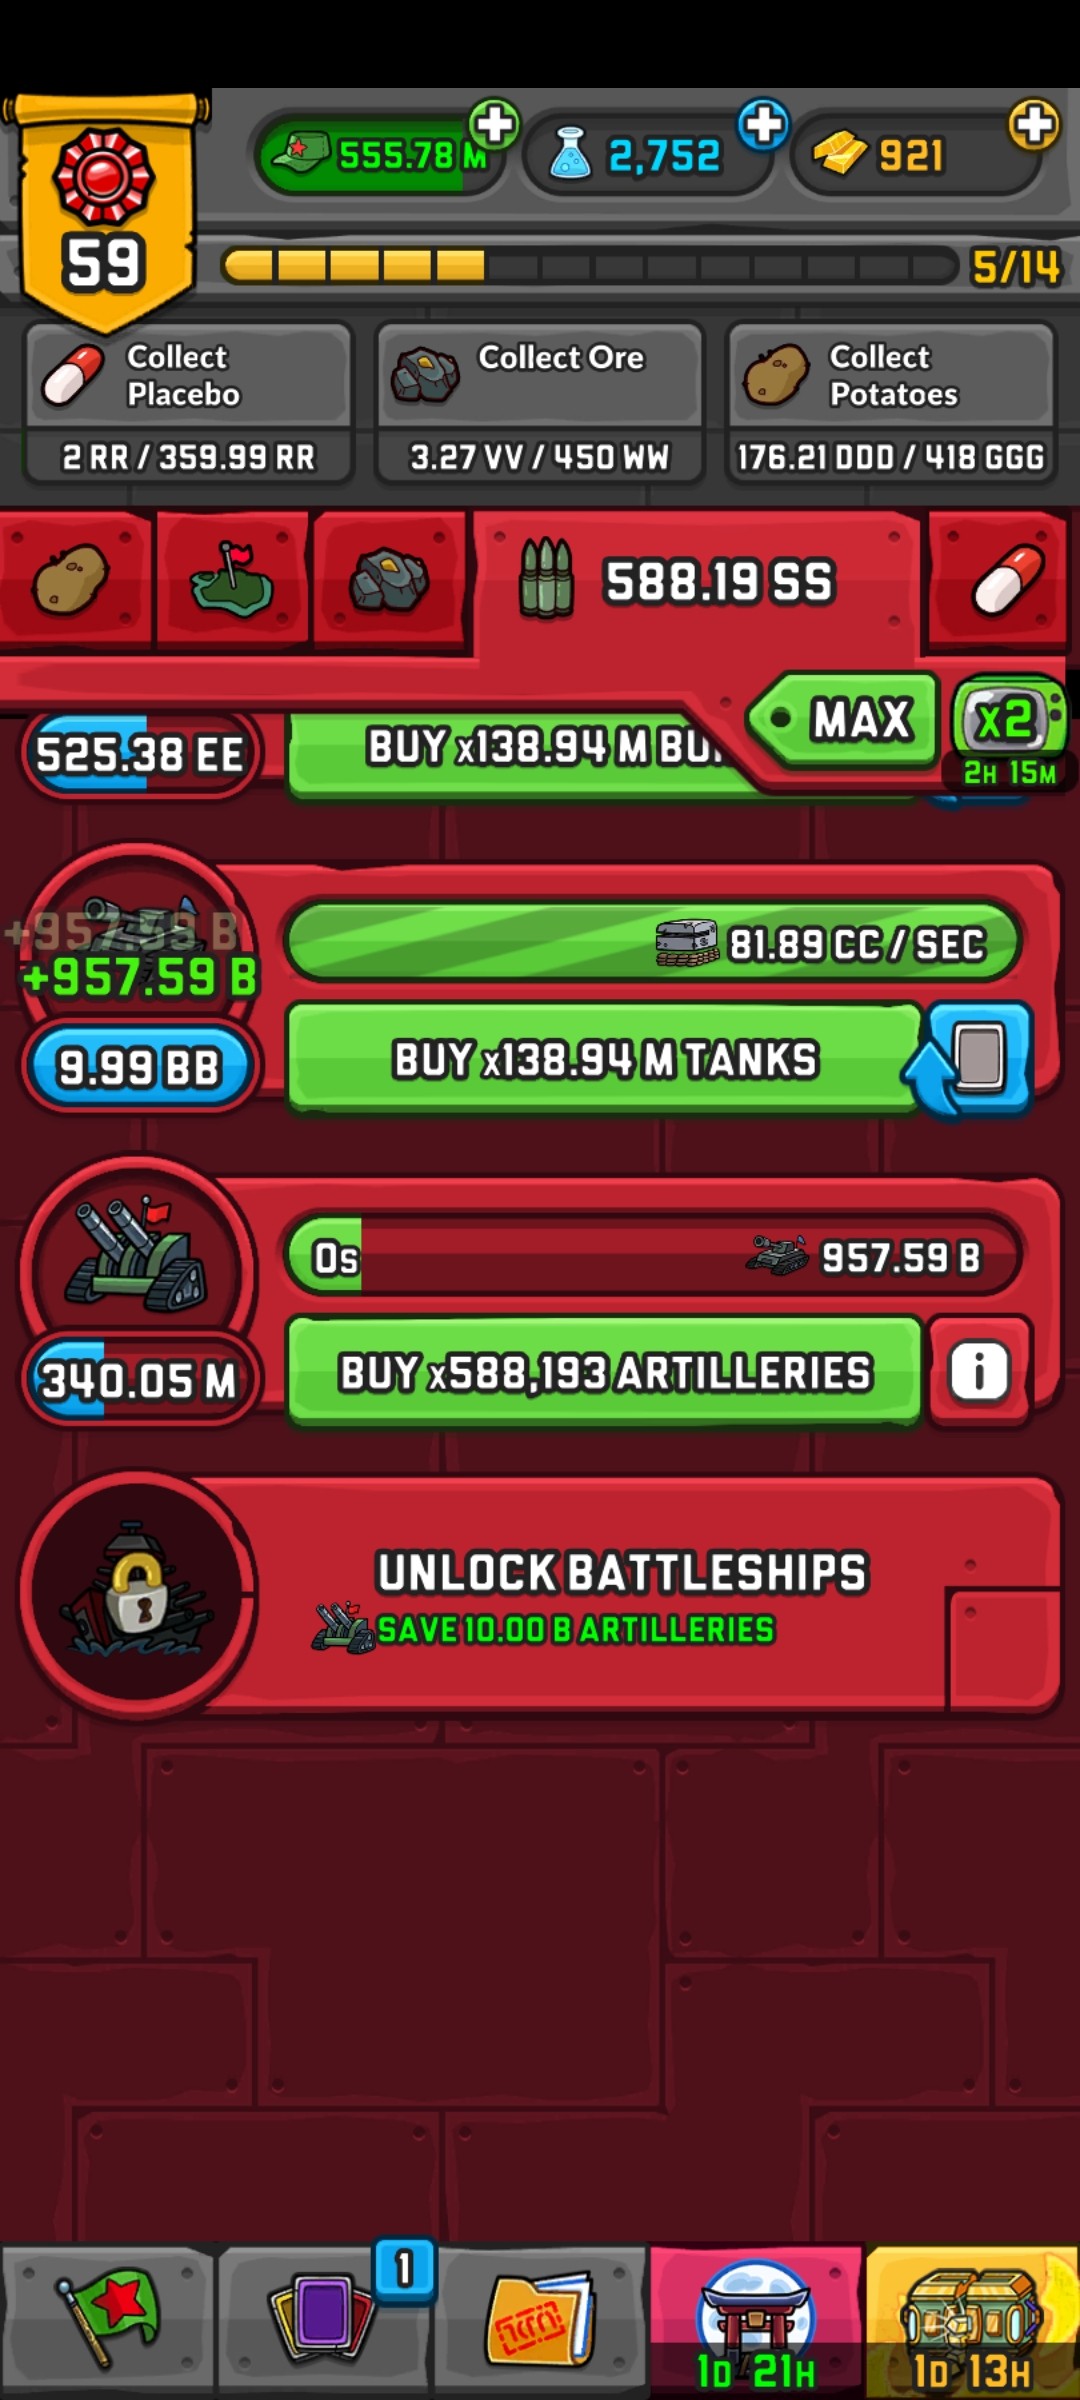 555.78 M
2,752
921
59
5/14
Collect
Placebo
Collect Ore
Collect
Potatoes
2 RR / 359.99 RR
3.27 VV / 450 WW
176.21 DDD / 418 GGG
588.19 SS
MAX
x2
2H 15M
525.38 EE
BUY x138.94 M
+957.59 B
+957.59 B
81.89 CC / SEC
9.99 BB
BUY x138.94 M TANKS
0s
957.59 B
340.05 M
BUY x588,193 ARTILLERIES
i
UNLOCK BATTLESHIPS
SAVE 10.00 B ARTILLERIES
1
1D 21H
1D 13H